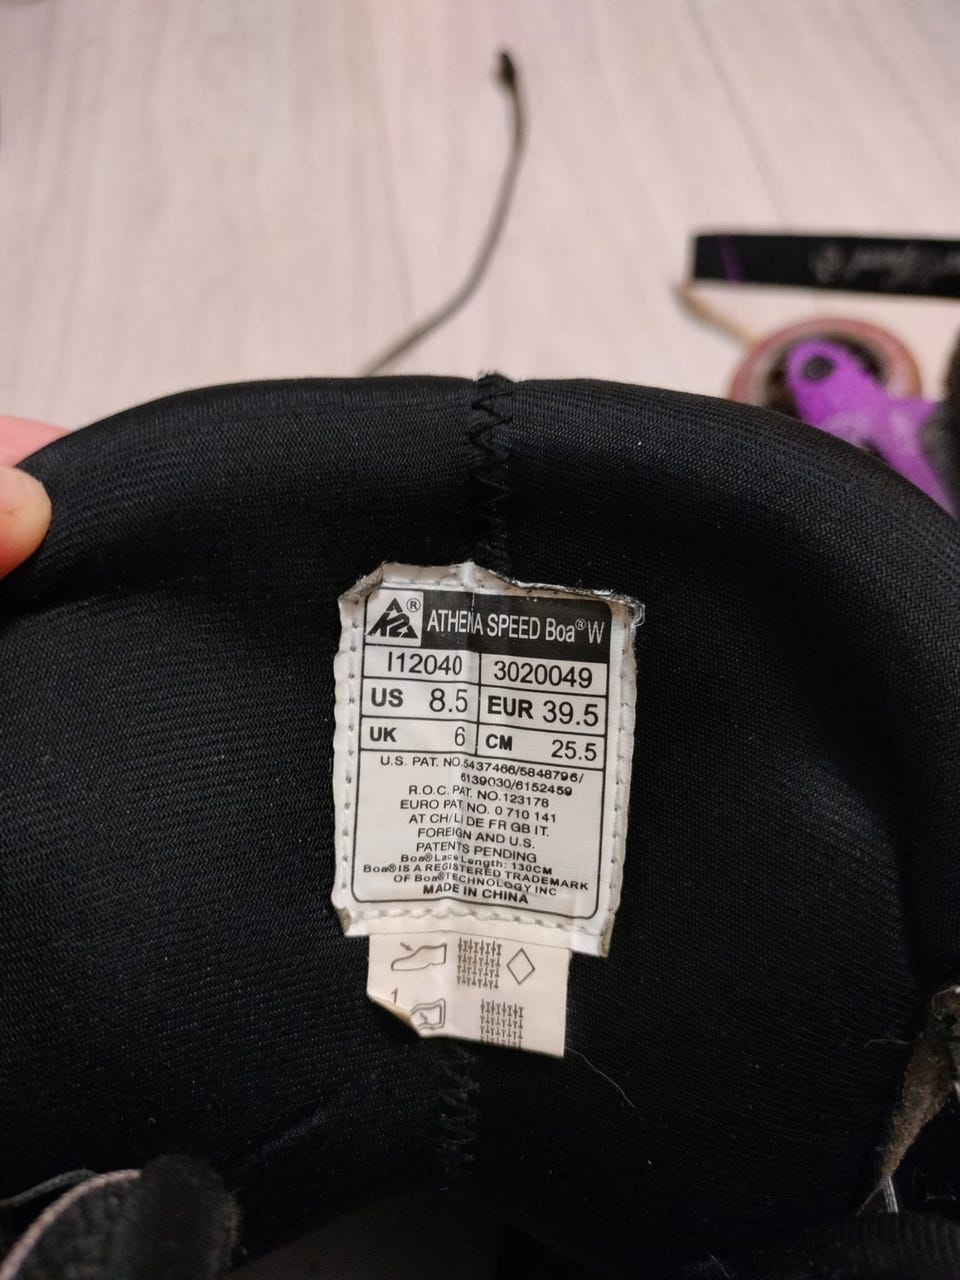 K2® ATHENA SPEED Boa® W
I12040 3020049
US 8.5 EUR 39.5
UK 6 CM 25.5
U.S. PAT. NO.5437466/5848796/
6139030/6152459
R.O.C. PAT. NO.123178
EURO PAT NO. 0 710 141
AT CH/LI DE FR GB IT.
FOREIGN AND U.S.
PATENTS PENDING
Boa® Lace Length: 130CM
Boa® IS A REGISTERED TRADEMARK
OF Boa® TECHNOLOGY INC
MADE IN CHINA
1